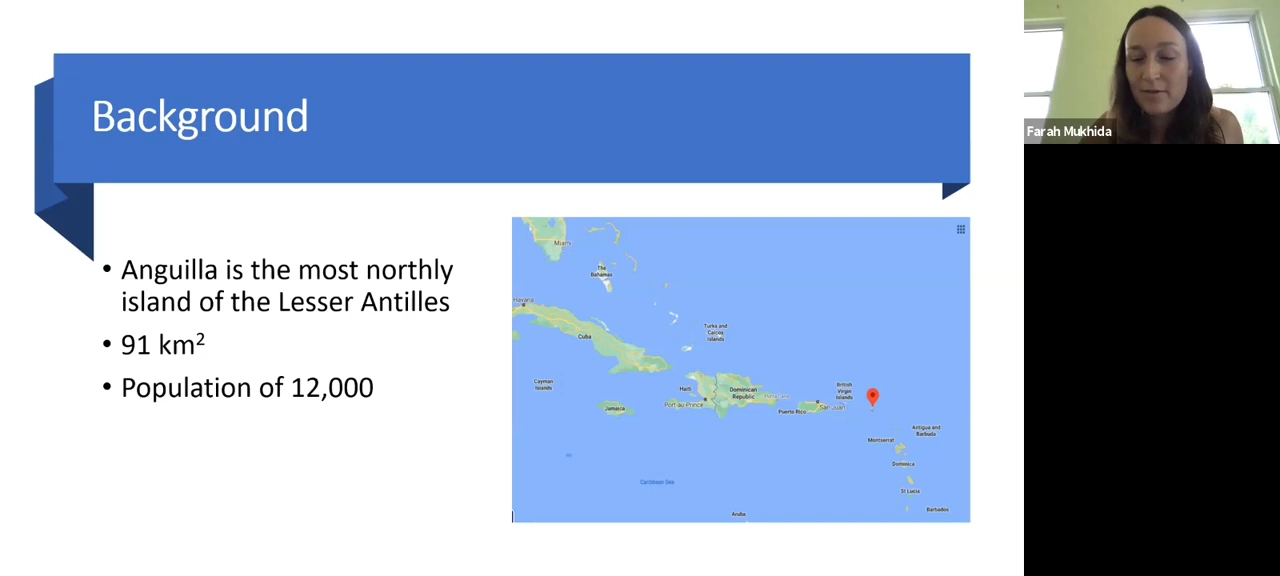 Background
Farah Mukhida
• Anguilla is the most northly
island of the Lesser Antilles
• 91 km²
• Population of 12,000
Miami
The
Bahamas
Havana
Cuba
Turks and
Caicos
Islands
Cayman
Islands
Jamaica
Haiti
Port-au-Prince
Dominican
Republic
Puerto Rico
San Juan
British
Virgin
Islands
Antigua and
Barbuda
Montserrat
Dominica
St Lucia
Barbados
Caribbean Sea
Aruba